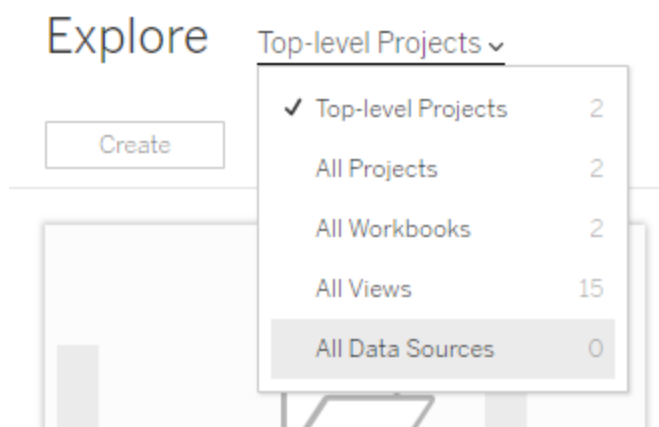 Explore Top-level Projects
Create
✓ Top-level Projects 2
All Projects 2
All Workbooks 2
All Views 15
All Data Sources 0